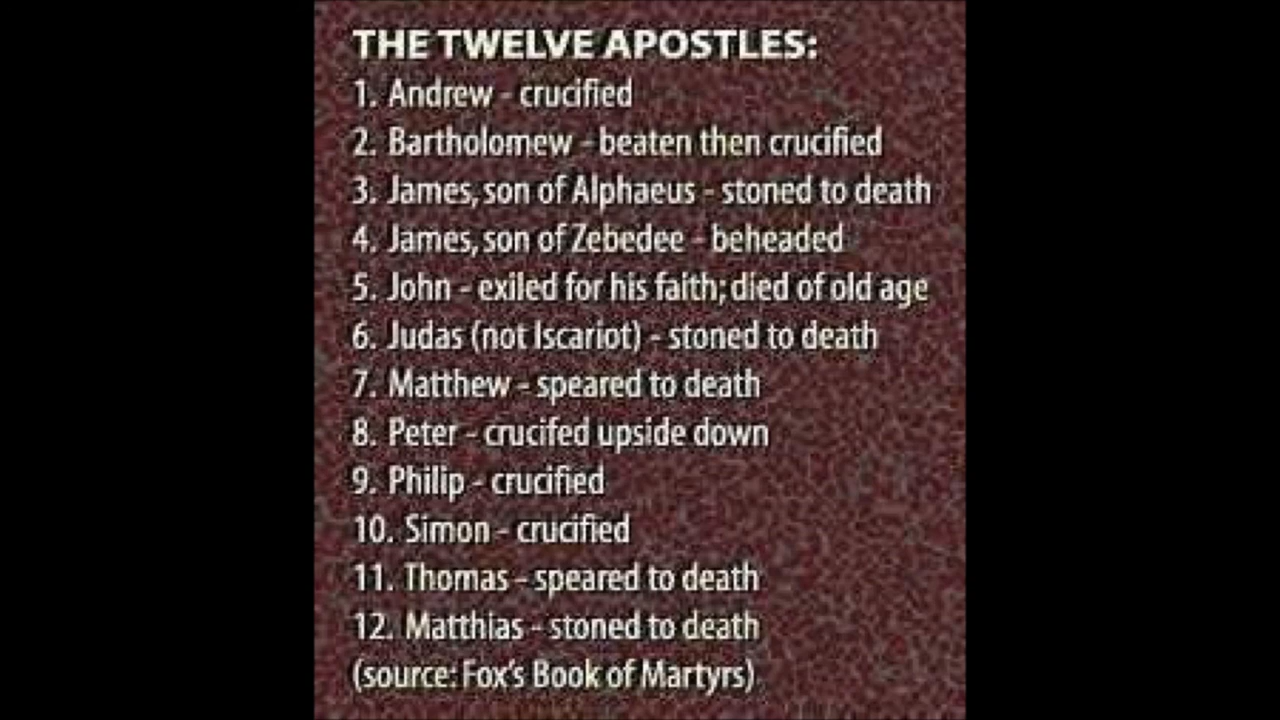 THE TWELVE APOSTLES:
1. Andrew - crucified
2. Bartholomew - beaten then crucified
3. James, son of Alphaeus - stoned to death
4. James, son of Zebedee - beheaded
5. John - exiled for his faith; died of old age
6. Judas (not Iscariot) - stoned to death
7. Matthew - speared to death
8. Peter - crucifed upside down
9. Philip - crucified
10. Simon - crucified
11. Thomas - speared to death
12. Matthias - stoned to death
(source: Fox's Book of Martyrs)